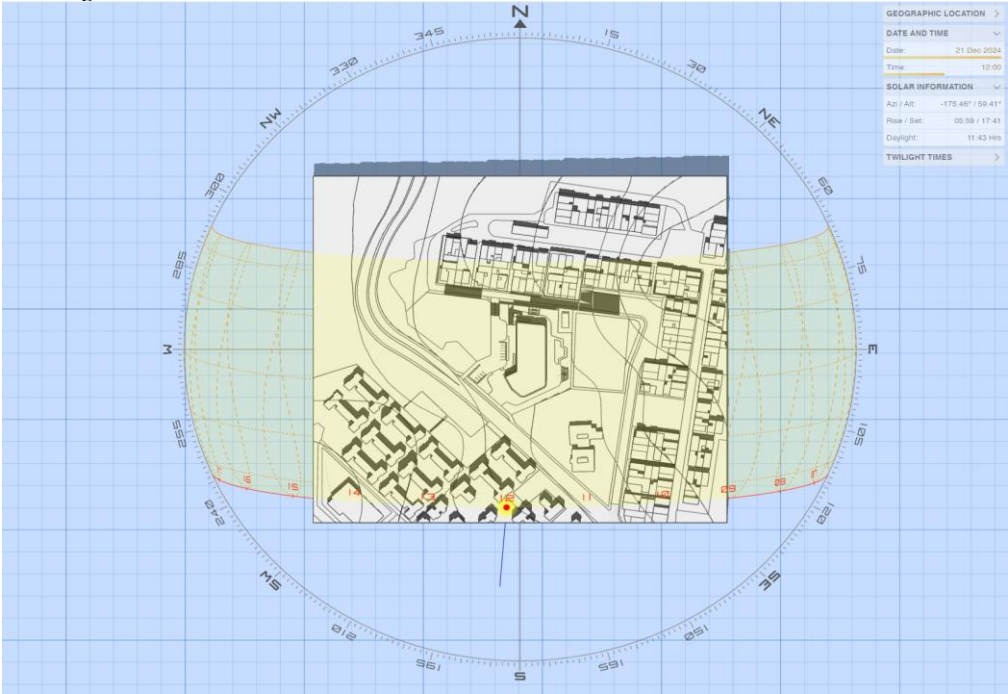 GEOGRAPHIC LOCATION
DATE AND TIME
Date: 21 Dec 2024
Time: 12:00
SOLAR INFORMATION
Azi / Alt: -175.46° / 59.41°
Rise / Set: 05:59 / 17:41
Daylight: 11:43 Hrs
TWILIGHT TIMES
N
345
15
330
30
NW
NE
300
60
285
75
W
E
255
105
16 15 14 13 12 11 10 09 08
240
120
SW
SE
210
150
195
165
S